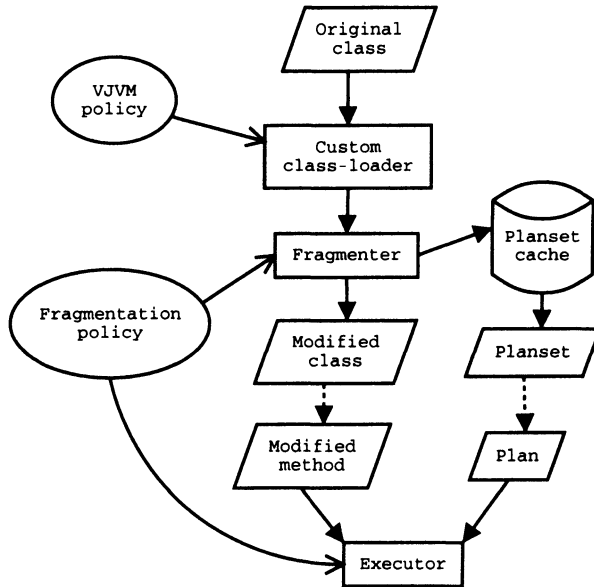 Original
class
VJVM
policy
Custom
class-loader
Planset
cache
Fragmenter
Fragmentation
policy
Modified
class
Planset
Modified
method
Plan
Executor